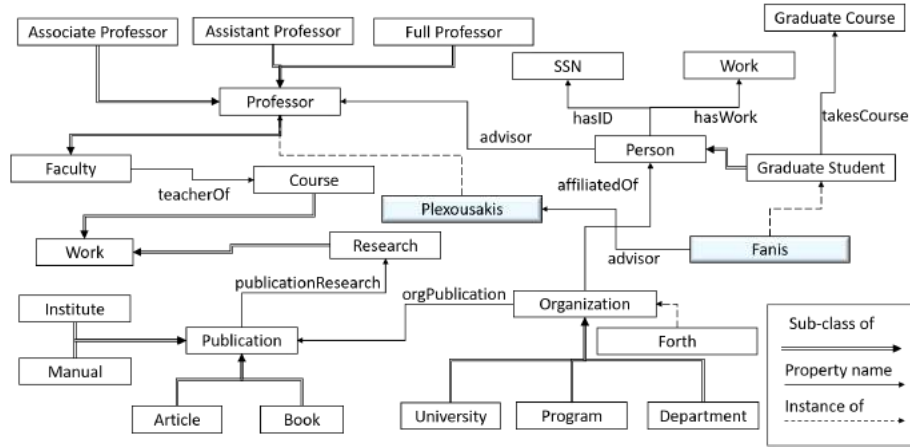 Graduate Course
Associate Professor
Assistant Professor
Full Professor
SSN
Work
Professor
hasID
hasWork
takesCourse
advisor
Person
Faculty
Course
affiliatedOf
Graduate Student
teacherOf
Plexousakis
Work
Research
advisor
Fanis
publicationResearch
orgPublication
Organization
Institute
Publication
Forth
Manual
Article
Book
University
Program
Department
Sub-class of
Property name
Instance of